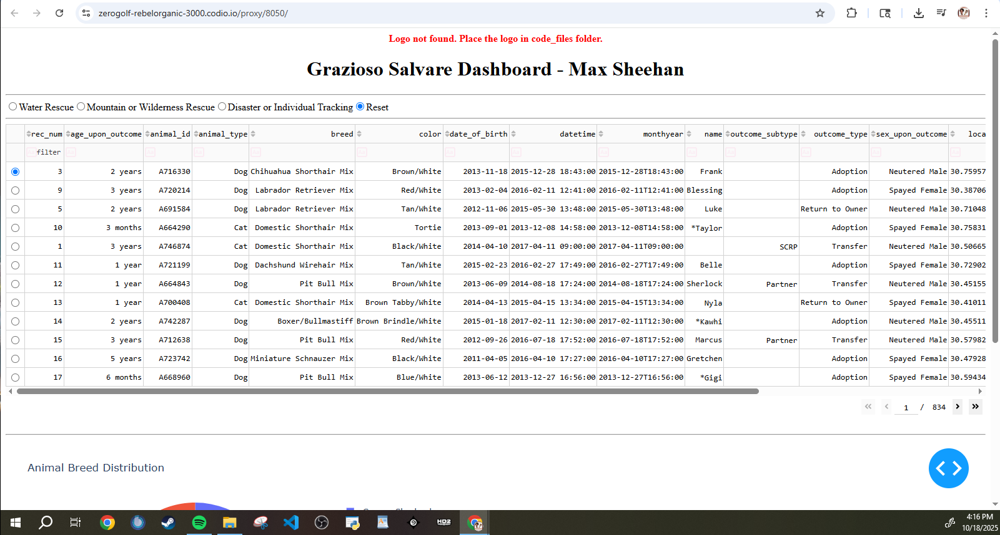 zerogolf-rebelorganic-3000.codio.io/proxy/8050/
Logo not found. Place the logo in code_files folder.
Grazioso Salvare Dashboard - Max Sheehan
Water Rescue Mountain or Wilderness Rescue Disaster or Individual Tracking Reset
rec_num age_upon_outcome animal_id animal_type breed color date_of_birth datetime monthyear name outcome_subtype outcome_type sex_upon_outcome loca
Aa filter Aa Aa Aa Aa Aa Aa Aa Aa Aa Aa Aa Aa Aa
3 2 years A716330 Dog Chihuahua Shorthair Mix Brown/White 2013-11-18 2015-12-28 18:43:00 2015-12-28T18:43:00 Frank Adoption Neutered Male 30.75957
9 3 years A720214 Dog Labrador Retriever Mix Red/White 2013-02-04 2016-02-11 12:41:00 2016-02-11T12:41:00 Blessing Adoption Spayed Female 30.38706
5 2 years A691584 Dog Labrador Retriever Mix Tan/White 2012-11-06 2015-05-30 13:48:00 2015-05-30T13:48:00 Luke Return to Owner Neutered Male 30.71048
10 3 months A664290 Cat Domestic Shorthair Mix Tortie 2013-09-01 2013-12-08 14:58:00 2013-12-08T14:58:00 *Taylor Adoption Spayed Female 30.75831
1 3 years A746874 Cat Domestic Shorthair Mix Black/White 2014-04-10 2017-04-11 09:00:00 2017-04-11T09:00:00 SCRP Transfer Neutered Male 30.50665
11 1 year A721199 Dog Dachshund Wirehair Mix Tan/White 2015-02-23 2016-02-27 17:49:00 2016-02-27T17:49:00 Belle Adoption Spayed Female 30.72902
12 1 year A664843 Dog Pit Bull Mix Brown/White 2013-06-09 2014-08-18 17:24:00 2014-08-18T17:24:00 Sherlock Partner Transfer Neutered Male 30.45155
13 1 year A700408 Cat Domestic Shorthair Mix Brown Tabby/White 2014-04-13 2015-04-15 13:34:00 2015-04-15T13:34:00 Nyla Return to Owner Spayed Female 30.41011
14 2 years A742287 Dog Boxer/Bullmastiff Brown Brindle/White 2015-01-18 2017-02-11 12:30:00 2017-02-11T12:30:00 *Kawhi Adoption Neutered Male 30.45511
15 3 years A712638 Dog Pit Bull Mix Red/White 2012-09-26 2016-07-18 17:52:00 2016-07-18T17:52:00 Marcus Partner Transfer Neutered Male 30.57982
16 5 years A723742 Dog Miniature Schnauzer Mix Black/White 2011-04-05 2016-04-10 17:27:00 2016-04-10T17:27:00 Gretchen Adoption Spayed Female 30.47928
17 6 months A668960 Dog Pit Bull Mix Blue/White 2013-06-12 2013-12-27 16:56:00 2013-12-27T16:56:00 *Gigi Adoption Spayed Female 30.59434
1 / 834
Animal Breed Distribution
HD2
4:16 PM
10/18/2025